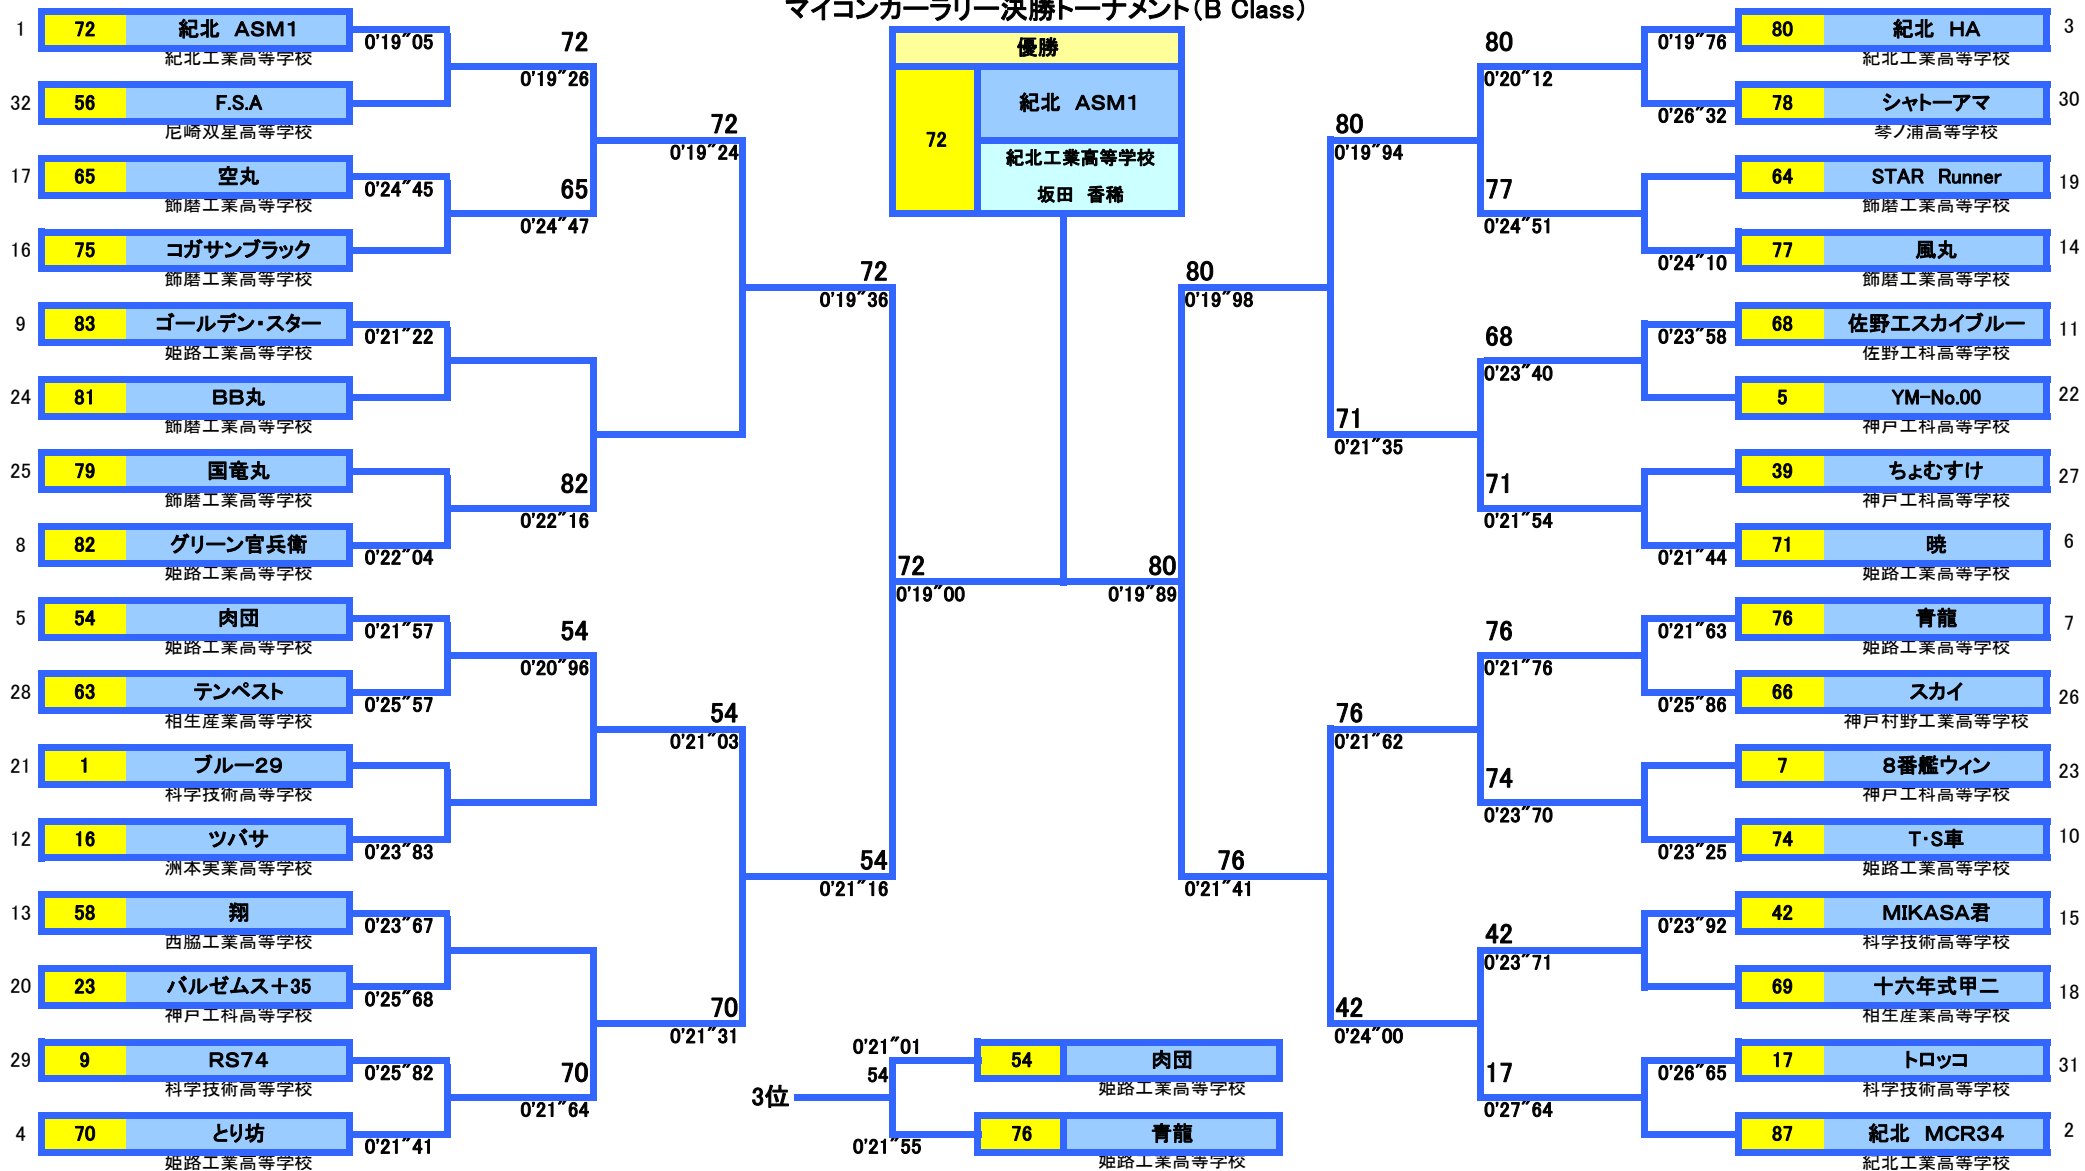 マイコンカーラリー決勝トーナメント（B Class）
優勝
72
紀北 ASM1
紀北工業高等学校
坂田 香稀
1 72 紀北 ASM1 0'19"05
紀北工業高等学校
32 56 F.S.A
尼崎双星高等学校
17 65 空丸 0'24"45
飾磨工業高等学校
16 75 コガサンブラック
飾磨工業高等学校
9 83 ゴールデン・スター 0'21"22
姫路工業高等学校
24 81 BB丸
飾磨工業高等学校
25 79 国竜丸
飾磨工業高等学校
8 82 グリーン官兵衛 0'22"04
姫路工業高等学校
5 54 肉団 0'21"57
姫路工業高等学校
28 63 テンペスト 0'25"57
相生産業高等学校
21 1 ブルー29
科学技術高等学校
12 16 ツバサ 0'23"83
洲本実業高等学校
13 58 翔 0'23"67
西脇工業高等学校
20 23 バルゼムス＋35 0'25"68
神戸工科高等学校
29 9 RS74 0'25"82
科学技術高等学校
4 70 とり坊 0'21"41
姫路工業高等学校
72
0'19"26
65
0'24"47
82
0'22"16
54
0'20"96
70
0'21"64
72
0'19"24
54
0'21"03
70
0'21"31
72
0'19"36
54
0'21"16
72
0'19"00
80
0'19"89
80
0'19"98
76
0'21"41
80
0'19"94
71
0'21"35
76
0'21"62
42
0'24"00
80
0'20"12
77
0'24"51
68
0'23"40
71
0'21"54
76
0'21"76
74
0'23"70
42
0'23"71
17
0'27"64
0'19"76 80 紀北 HA 3
紀北工業高等学校
0'26"32 78 シャトーアマ 30
琴ノ浦高等学校
64 STAR Runner 19
飾磨工業高等学校
0'24"10 77 風丸 14
飾磨工業高等学校
0'23"58 68 佐野エスカイブルー 11
佐野工科高等学校
5 YM-No.00 22
神戸工科高等学校
39 ちょむすけ 27
神戸工科高等学校
0'21"44 71 暁 6
姫路工業高等学校
0'21"63 76 青龍 7
姫路工業高等学校
0'25"86 66 スカイ 26
神戸村野工業高等学校
7 8番艦ウィン 23
神戸工科高等学校
0'23"25 74 T・S車 10
姫路工業高等学校
0'23"92 42 MIKASA君 15
科学技術高等学校
69 十六年式甲二 18
相生産業高等学校
0'26"65 17 トロッコ 31
科学技術高等学校
87 紀北 MCR34 2
紀北工業高等学校
3位
0'21"01
54
54 肉団
姫路工業高等学校
0'21"55
76 青龍
姫路工業高等学校